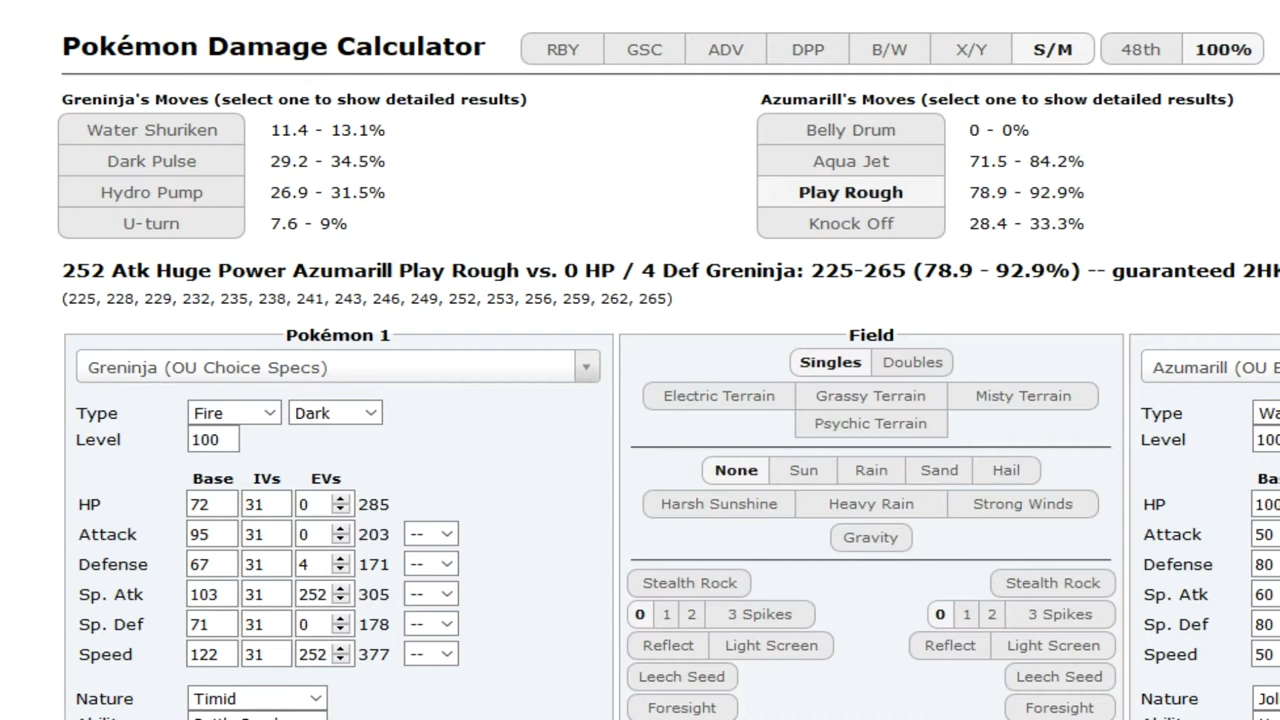 Pokémon Damage Calculator RBY GSC ADV DPP B/W X/Y S/M 48th 100%
Greninja's Moves (select one to show detailed results) Azumarill's Moves (select one to show detailed results)
Water Shuriken 11.4 - 13.1% Belly Drum 0 - 0%
Dark Pulse 29.2 - 34.5% Aqua Jet 71.5 - 84.2%
Hydro Pump 26.9 - 31.5% Play Rough 78.9 - 92.9%
U-turn 7.6 - 9% Knock Off 28.4 - 33.3%
252 Atk Huge Power Azumarill Play Rough vs. 0 HP / 4 Def Greninja: 225-265 (78.9 - 92.9%) -- guaranteed 2H
(225, 228, 229, 232, 235, 238, 241, 243, 246, 249, 252, 253, 256, 259, 262, 265)
Pokémon 1 Field
Greninja (OU Choice Specs) Singles Doubles Azumarill (OU
Electric Terrain Grassy Terrain Misty Terrain
Type Fire Dark Psychic Terrain Type
Level 100 Level 100
None Sun Rain Sand Hail
Base IVs EVs
HP 72 31 0 285 Harsh Sunshine Heavy Rain Strong Winds HP 100
Attack 95 31 0 203 -- Gravity Attack 50
Defense 67 31 4 171 -- Defense 80
Sp. Atk 103 31 252 305 -- Stealth Rock Stealth Rock Sp. Atk 60
Sp. Def 71 31 0 178 -- 0 1 2 3 Spikes 0 1 2 3 Spikes Sp. Def 80
Speed 122 31 252 377 -- Reflect Light Screen Reflect Light Screen Speed 50
Leech Seed Leech Seed
Nature Timid Foresight Foresight Nature